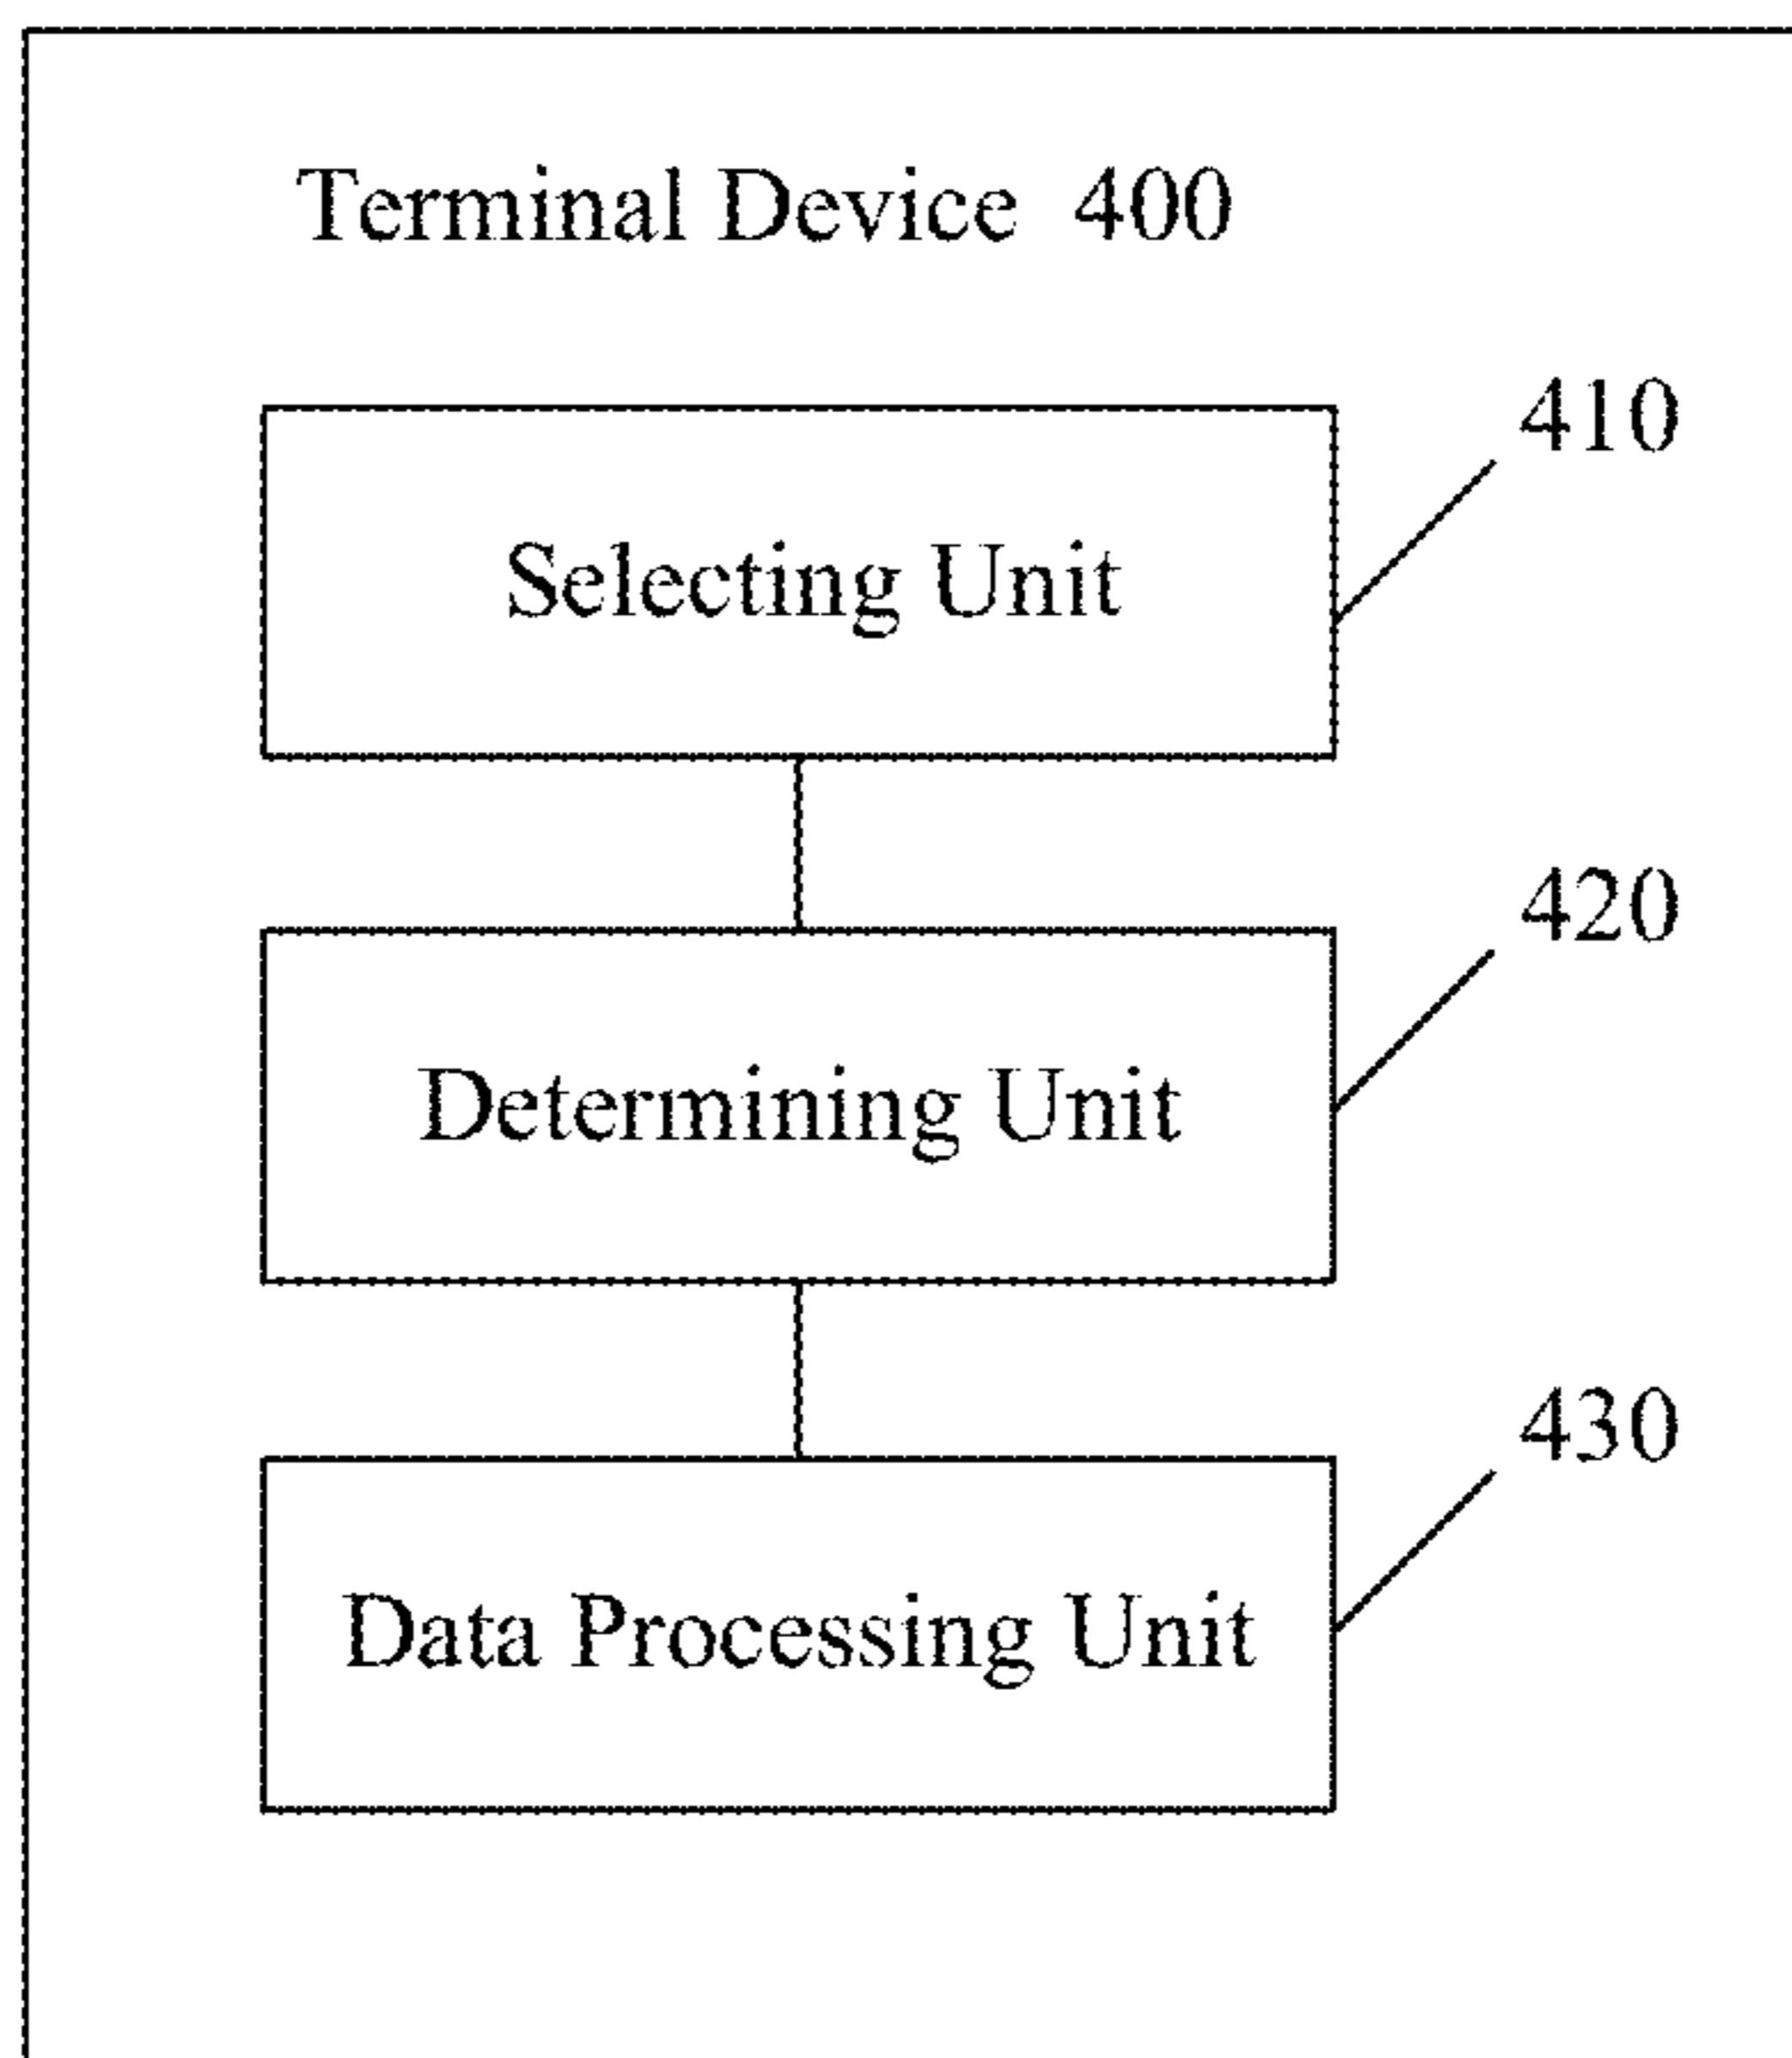 Terminal Device 400
410
Selecting Unit
420
Determining Unit
430
Data Processing Unit